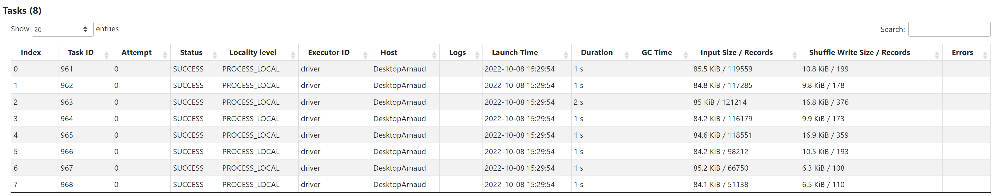 Tasks (8)
Show 20 entries Search:
Index Task ID Attempt Status Locality level Executor ID Host Logs Launch Time Duration GC Time Input Size / Records Shuffle Write Size / Records Errors
0 961 0 SUCCESS PROCESS_LOCAL driver DesktopArnaud 2022-10-08 15:29:54 1 s 85.5 KiB / 119559 10.8 KiB / 199
1 962 0 SUCCESS PROCESS_LOCAL driver DesktopArnaud 2022-10-08 15:29:54 1 s 84.8 KiB / 117285 9.8 KiB / 178
2 963 0 SUCCESS PROCESS_LOCAL driver DesktopArnaud 2022-10-08 15:29:54 2 s 85 KiB / 121214 16.8 KiB / 376
3 964 0 SUCCESS PROCESS_LOCAL driver DesktopArnaud 2022-10-08 15:29:54 1 s 84.2 KiB / 116179 9.9 KiB / 173
4 965 0 SUCCESS PROCESS_LOCAL driver DesktopArnaud 2022-10-08 15:29:54 1 s 84.6 KiB / 118551 16.9 KiB / 359
5 966 0 SUCCESS PROCESS_LOCAL driver DesktopArnaud 2022-10-08 15:29:54 1 s 84.2 KiB / 98212 10.5 KiB / 193
6 967 0 SUCCESS PROCESS_LOCAL driver DesktopArnaud 2022-10-08 15:29:54 1 s 85.2 KiB / 66750 6.3 KiB / 108
7 968 0 SUCCESS PROCESS_LOCAL driver DesktopArnaud 2022-10-08 15:29:54 1 s 84.1 KiB / 51138 6.5 KiB / 110